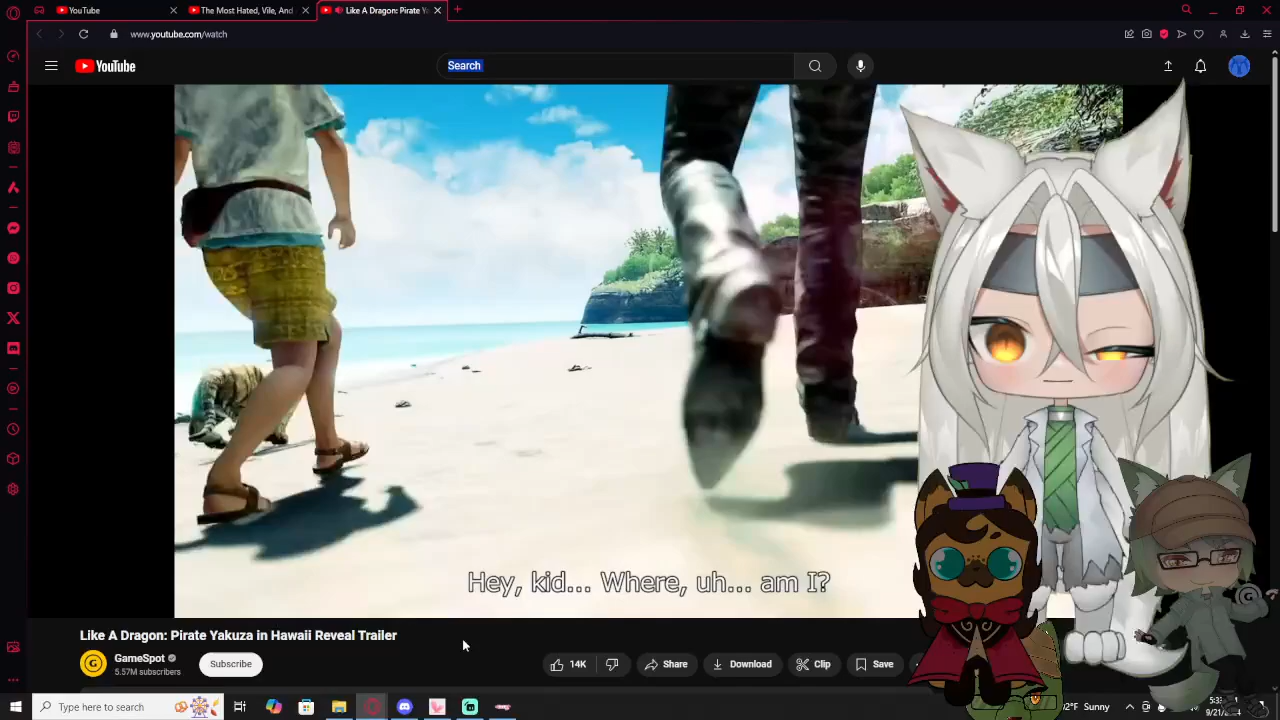 YouTube
The Most Hated, Vile, And
Like A Dragon: Pirate Y
www.youtube.com/watch
YouTube
Search
Hey, kid... Where, uh... am I?
Like A Dragon: Pirate Yakuza in Hawaii Reveal Trailer
GameSpot
5.57M subscribers
Subscribe
14K
Share
Download
Clip
Save
Type here to search
Sunny